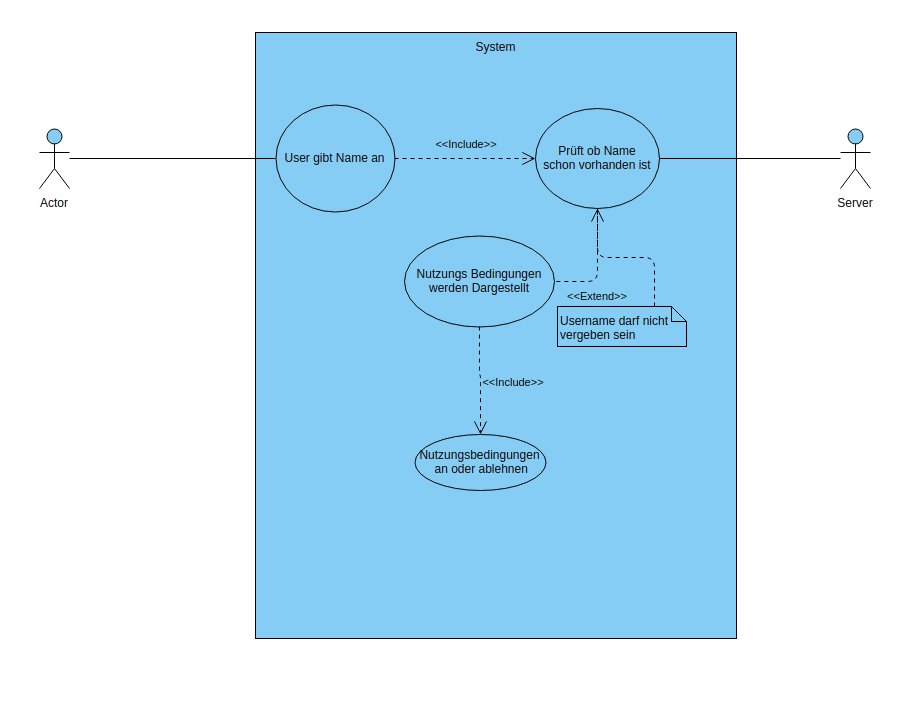 System
User gibt Name an
<<Include>>
Prüft ob Name
schon vorhanden ist
Actor
Server
Nutzungs Bedingungen
werden Dargestellt
<<Extend>>
Username darf nicht
vergeben sein
<<Include>>
Nutzungsbedingungen
an oder ablehnen